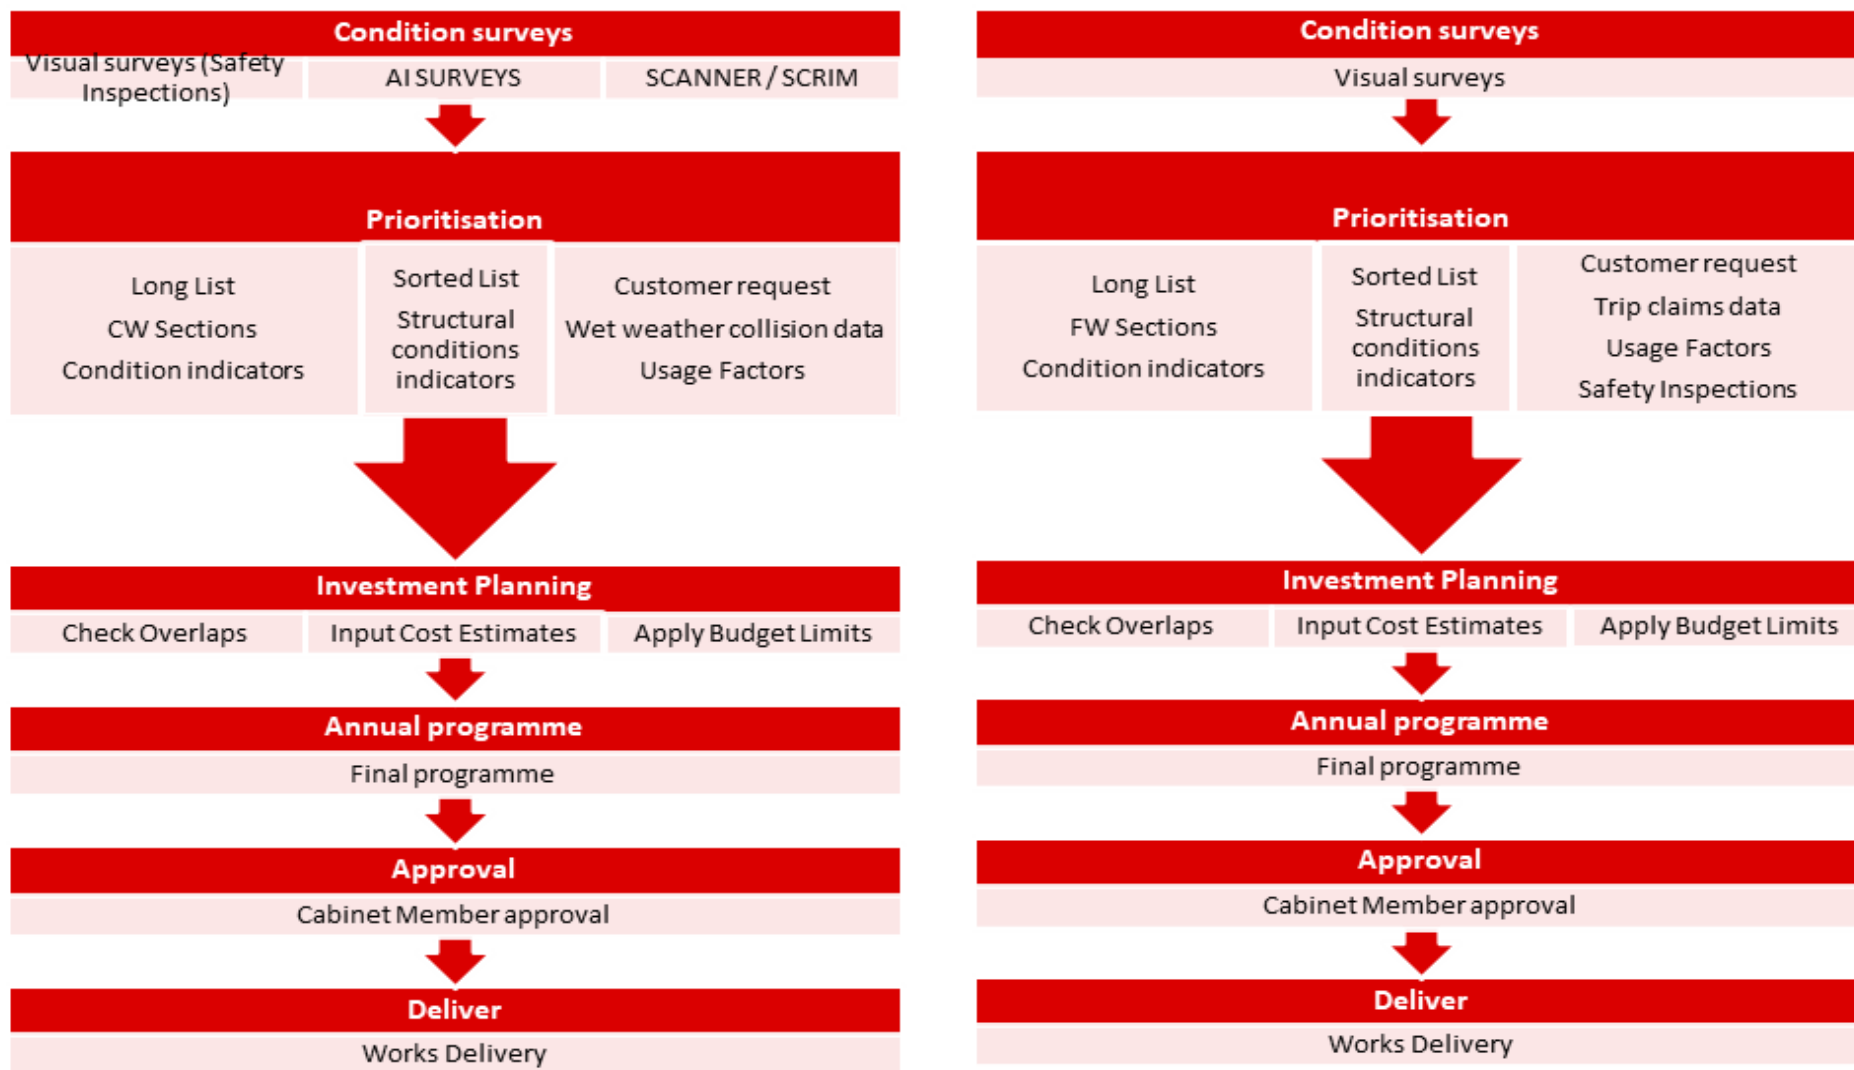 Condition surveys
Visual surveys (Safety
Inspections)
AI SURVEYS
SCANNER / SCRIM
Prioritisation
Long List
CW Sections
Condition indicators
Sorted List
Structural
conditions
indicators
Customer request
Wet weather collision data
Usage Factors
Investment Planning
Check Overlaps
Input Cost Estimates
Apply Budget Limits
Annual programme
Final programme
Approval
Cabinet Member approval
Deliver
Works Delivery
Condition surveys
Visual surveys
Prioritisation
Long List
FW Sections
Condition indicators
Sorted List
Structural
conditions
indicators
Customer request
Trip claims data
Usage Factors
Safety Inspections
Investment Planning
Check Overlaps
Input Cost Estimates
Apply Budget Limits
Annual programme
Final programme
Approval
Cabinet Member approval
Deliver
Works Delivery